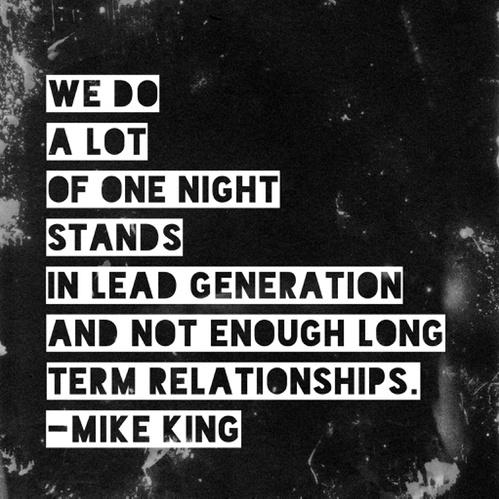 WE DO
A LOT
OF ONE NIGHT
STANDS
IN LEAD GENERATION
AND NOT ENOUGH LONG
TERM RELATIONSHIPS.
–MIKE KING